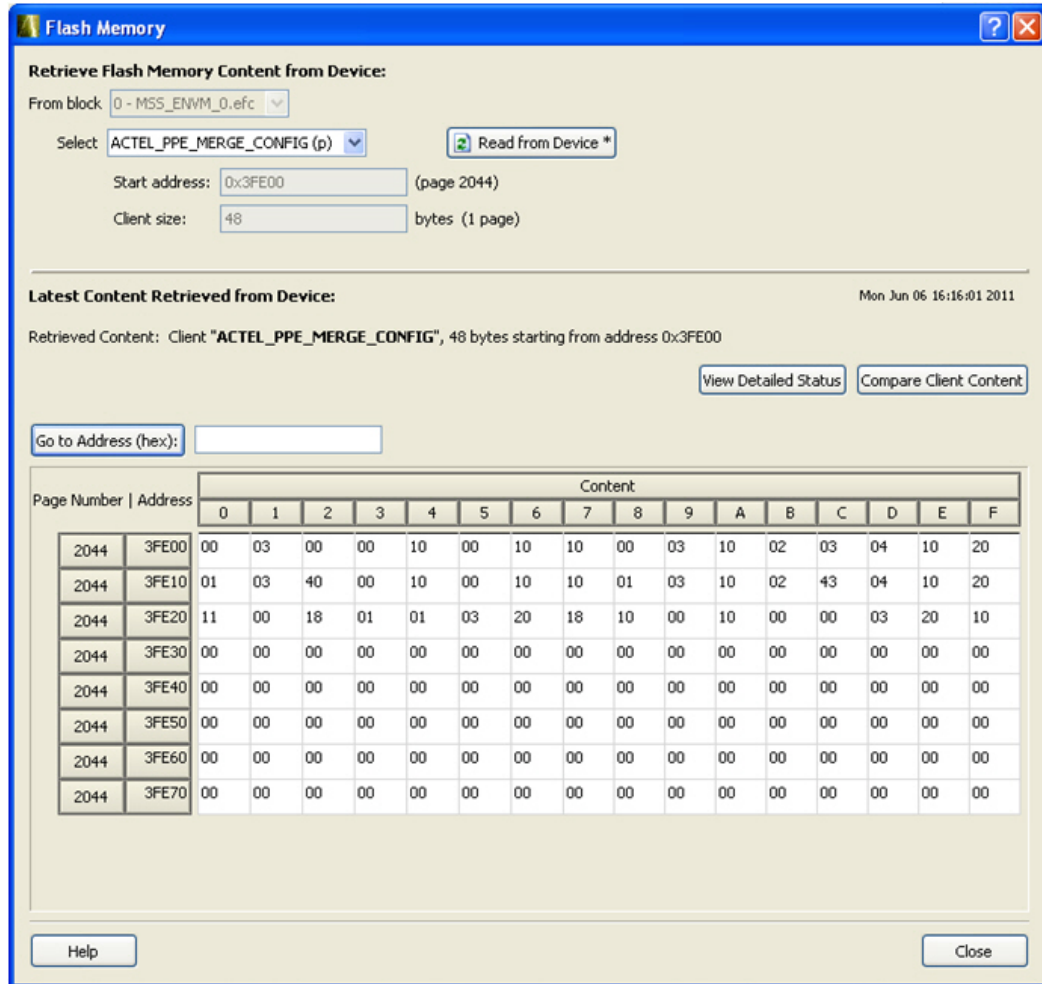 Flash Memory
Retrieve Flash Memory Content from Device:
From block 0 - MSS_ENVM_0.efc
Select ACTEL_PPE_MERGE_CONFIG (p) Read from Device *
Start address: 0x3FE00 (page 2044)
Client size: 48 bytes (1 page)
Latest Content Retrieved from Device: Mon Jun 06 16:16:01 2011
Retrieved Content: Client "ACTEL_PPE_MERGE_CONFIG", 48 bytes starting from address 0x3FE00
View Detailed Status Compare Client Content
Go to Address (hex):
Page Number | Address Content
0 1 2 3 4 5 6 7 8 9 A B C D E F
2044 3FE00 00 03 00 00 10 00 10 10 00 03 10 02 03 04 10 20
2044 3FE10 01 03 40 00 10 00 10 10 01 03 10 02 43 04 10 20
2044 3FE20 11 00 18 01 01 03 20 18 10 00 10 00 00 03 20 10
2044 3FE30 00 00 00 00 00 00 00 00 00 00 00 00 00 00 00 00
2044 3FE40 00 00 00 00 00 00 00 00 00 00 00 00 00 00 00 00
2044 3FE50 00 00 00 00 00 00 00 00 00 00 00 00 00 00 00 00
2044 3FE60 00 00 00 00 00 00 00 00 00 00 00 00 00 00 00 00
2044 3FE70 00 00 00 00 00 00 00 00 00 00 00 00 00 00 00 00
Help Close